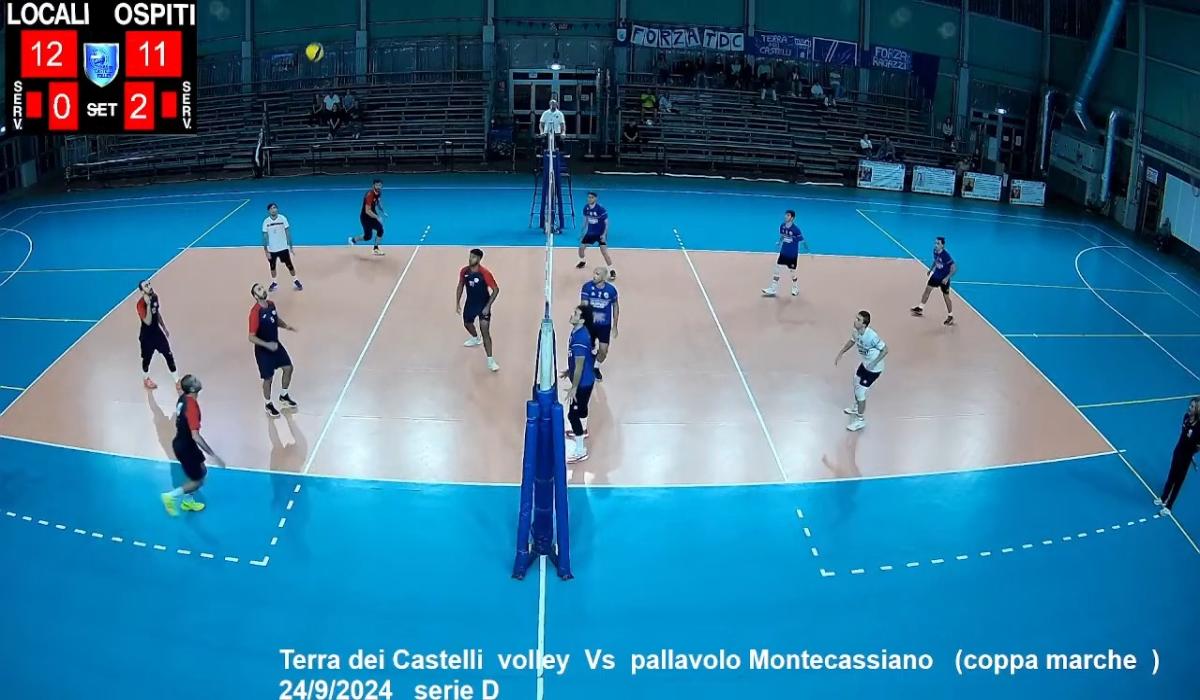 LOCALI OSPITI
12 11
SERV. 0 SET 2 SERV.
FORZA TDC
TERRA
CASTELLI
FORZA
RAGAZZI
Terra dei Castelli volley Vs pallavolo Montecassiano (coppa marche )
24/9/2024 serie D